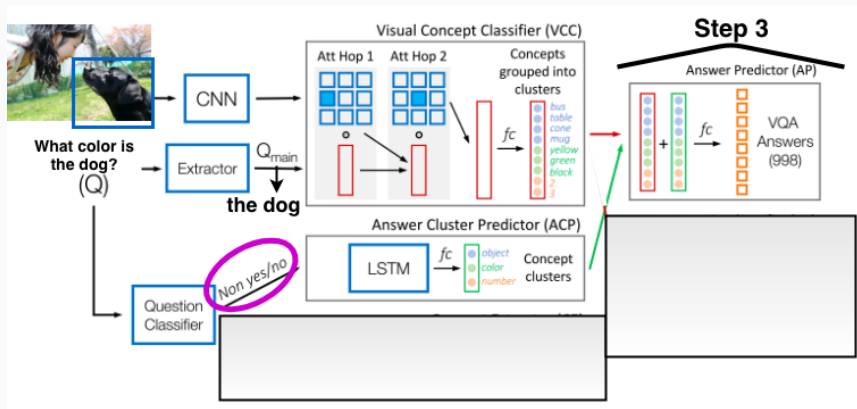 Step 3
Visual Concept Classifier (VCC)
Answer Predictor (AP)
Att Hop 1
Att Hop 2
Concepts
grouped into
clusters
CNN
bus
table
cone
mug
yellow
green
black
2
3
fc
fc
VQA
Answers
(998)
+
What color is
the dog?
(Q)
Extractor
Qmain
the dog
Answer Cluster Predictor (ACP)
LSTM
fc
object
color
number
Concept
clusters
Non yes/no
Question
Classifier